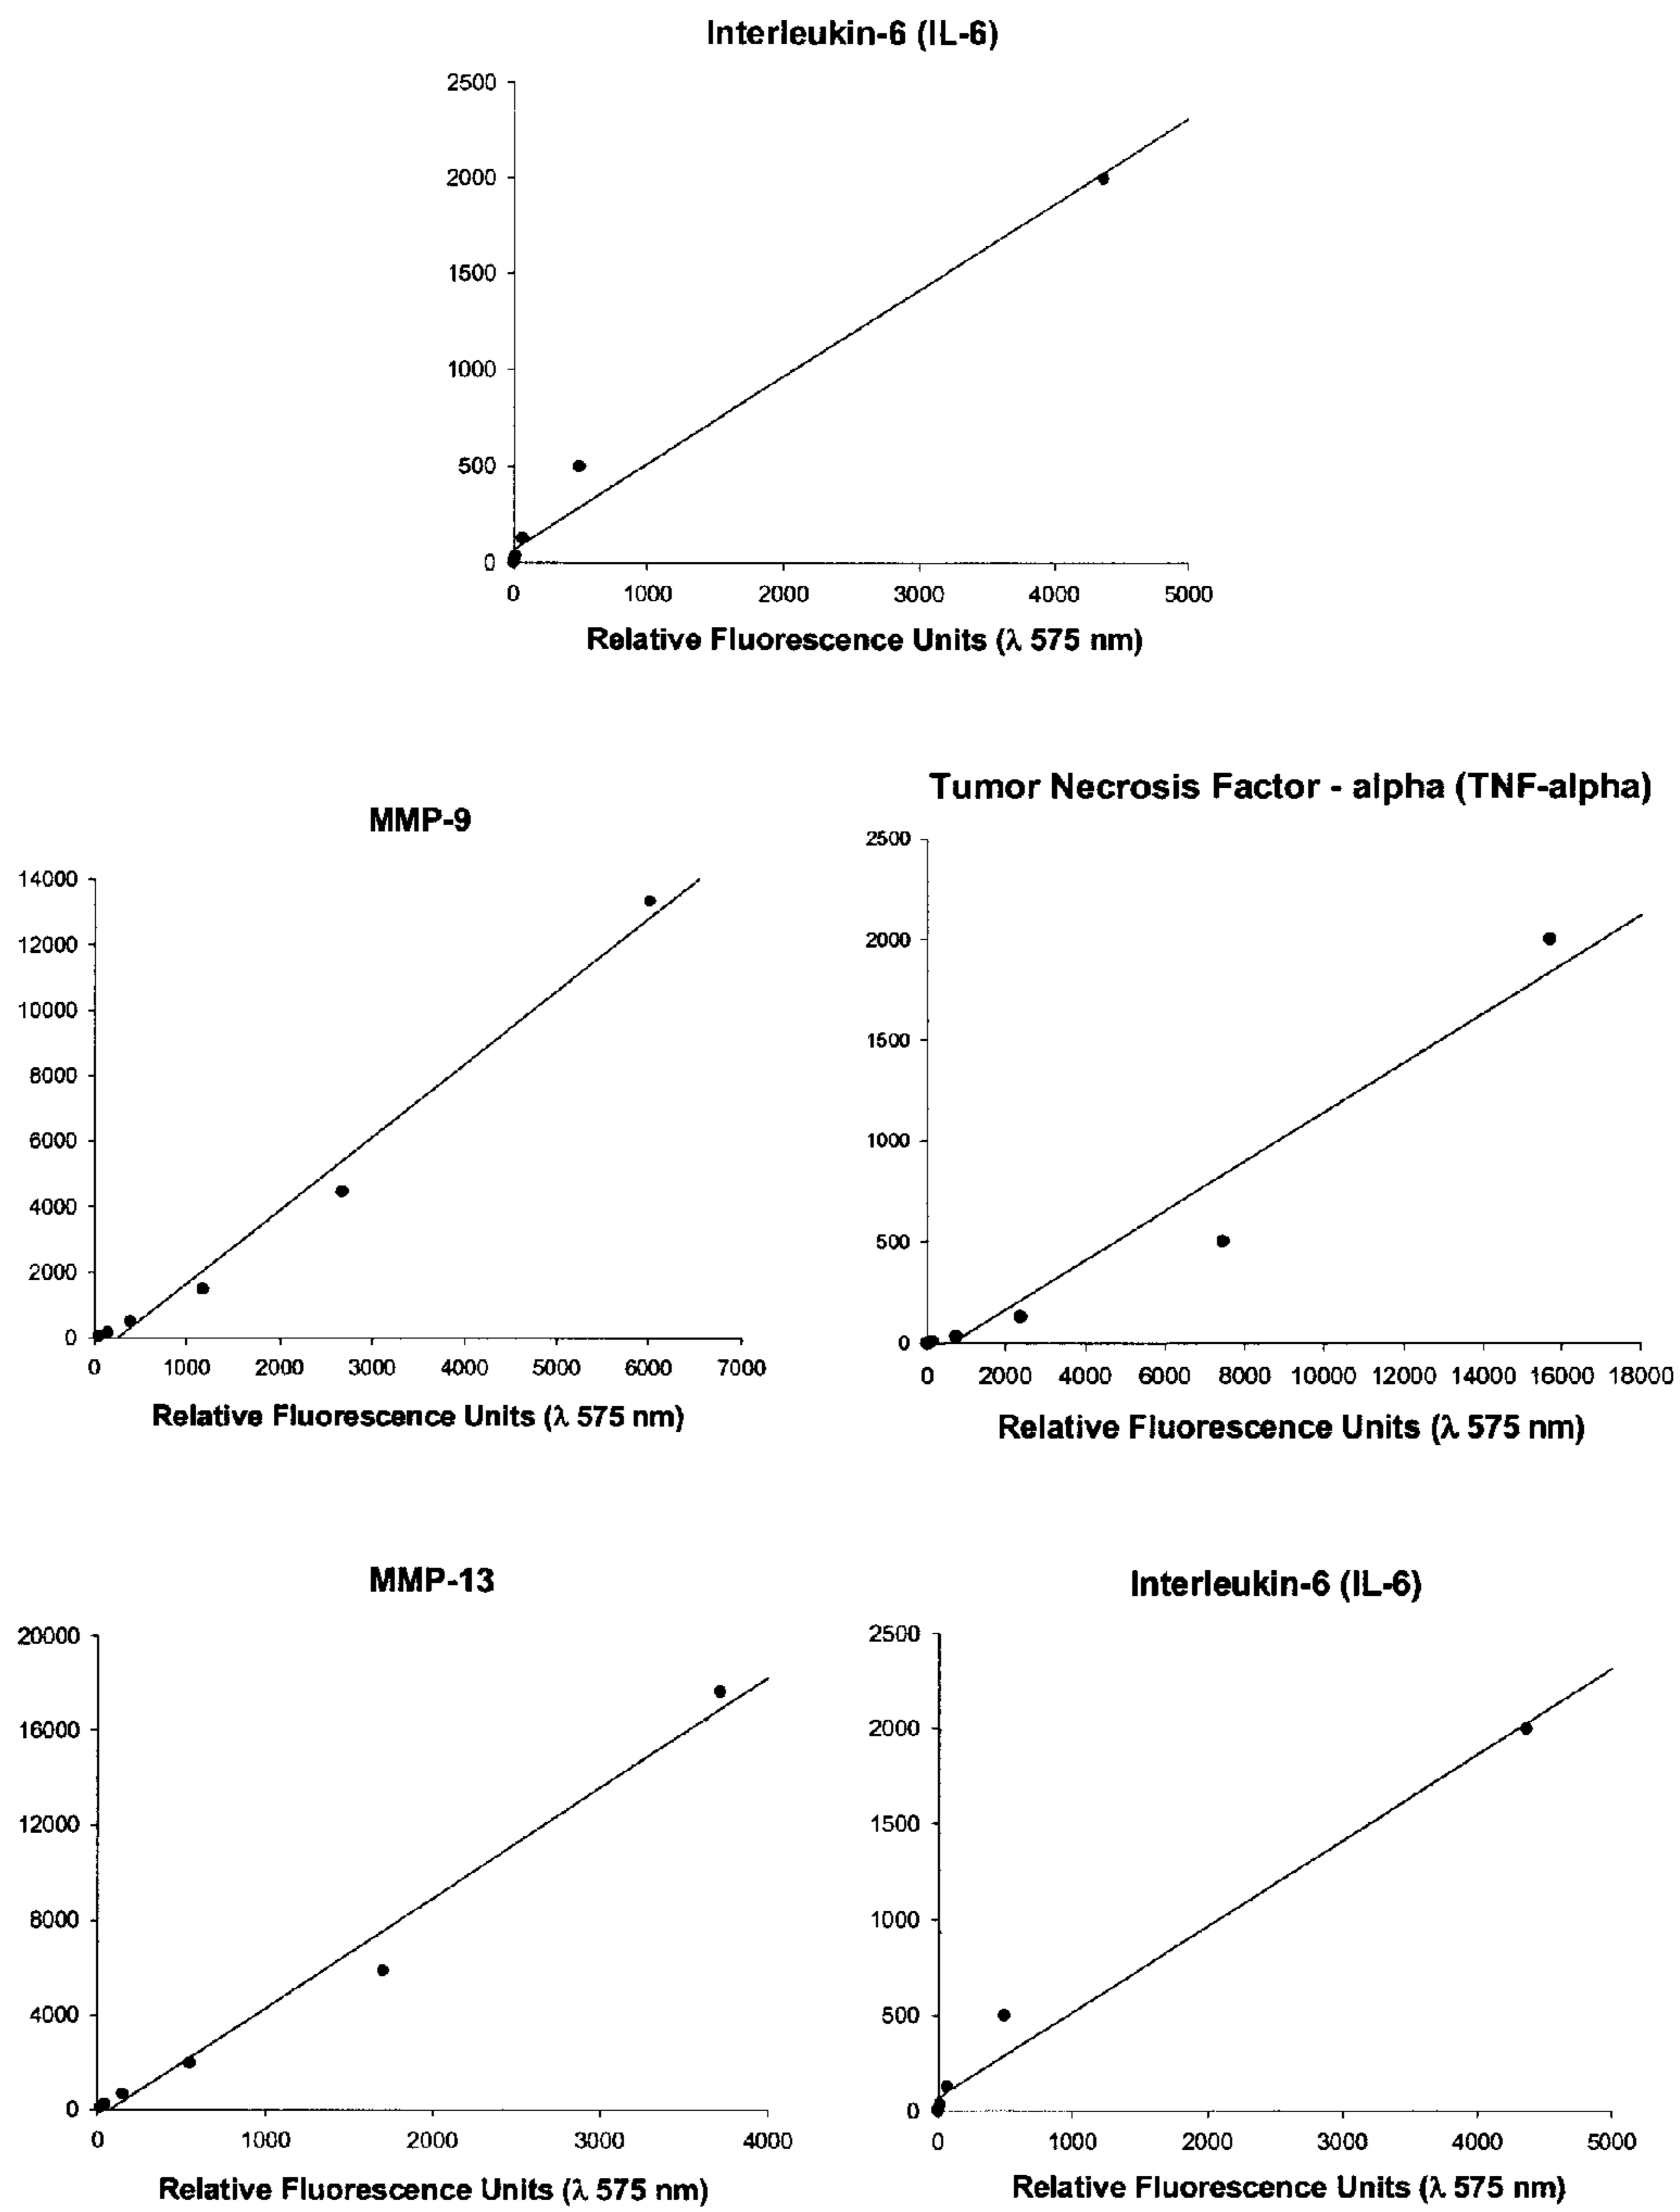 Interleukin-6 (IL-6)
2500
2000
1500
1000
500
0
0 1000 2000 3000 4000 5000
Relative Fluorescence Units (λ 575 nm)
MMP-9
14000
12000
10000
8000
6000
4000
2000
0
0 1000 2000 3000 4000 5000 6000 7000
Relative Fluorescence Units (λ 575 nm)
Tumor Necrosis Factor - alpha (TNF-alpha)
2500
2000
1500
1000
500
0
0 2000 4000 6000 8000 10000 12000 14000 16000 18000
Relative Fluorescence Units (λ 575 nm)
MMP-13
20000
16000
12000
8000
4000
0
0 1000 2000 3000 4000
Relative Fluorescence Units (λ 575 nm)
Interleukin-6 (IL-6)
2500
2000
1500
1000
500
0
0 1000 2000 3000 4000 5000
Relative Fluorescence Units (λ 575 nm)